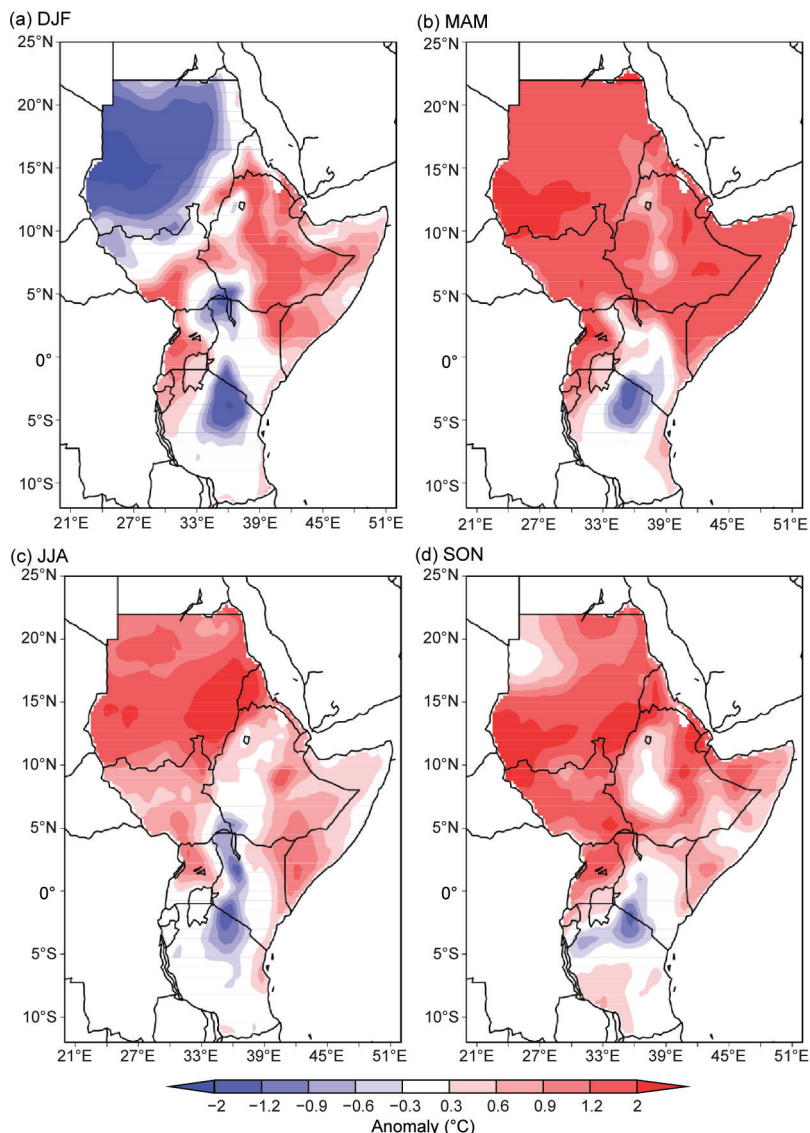 (a) DJF
(b) MAM
25°N
20°N
15°N
10°N
5°N
0°
5°S
10°S
21°E 27°E 33°E 39°E 45°E 51°E
25°N
20°N
15°N
10°N
5°N
0°
5°S
10°S
21°E 27°E 33°E 39°E 45°E 51°E
(c) JJA
(d) SON
25°N
20°N
15°N
10°N
5°N
0°
5°S
10°S
21°E 27°E 33°E 39°E 45°E 51°E
25°N
20°N
15°N
10°N
5°N
0°
5°S
10°S
21°E 27°E 33°E 39°E 45°E 51°E
−2 −1.2 −0.9 −0.6 −0.3 0.3 0.6 0.9 1.2 2
Anomaly (°C)